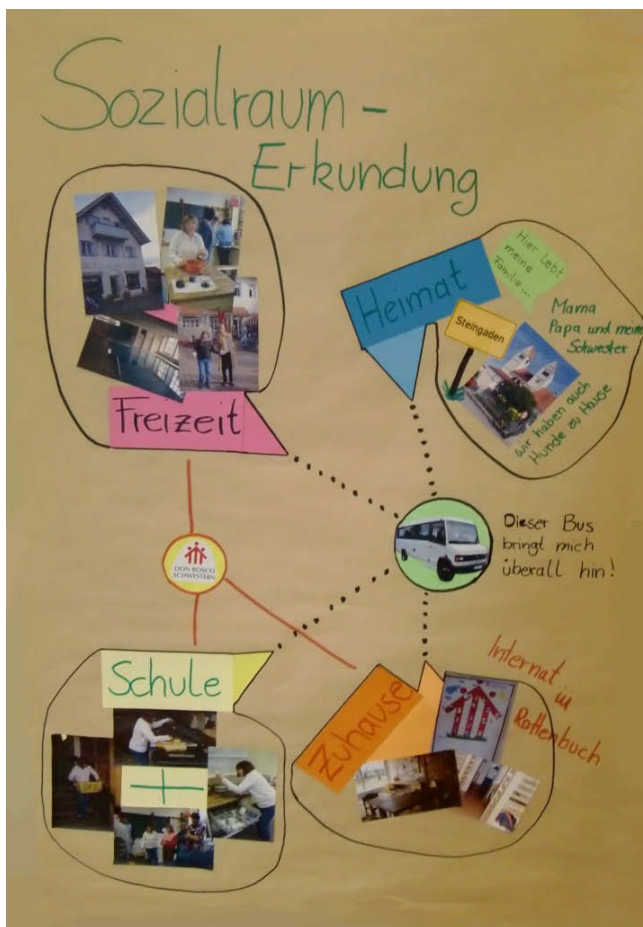 Sozialraum -
Erkundung
Freizeit
Heimat
Hier lebt
meine
Familie...
Steingaden
Mama
Papa und meine
Schwester
wir haben auch
Hunde zu Hause
DON BOSCO
SCHWESTERN
Dieser Bus
bringt mich
überall hin!
Schule
+
Zuhause
Internat in
Rottenbuch